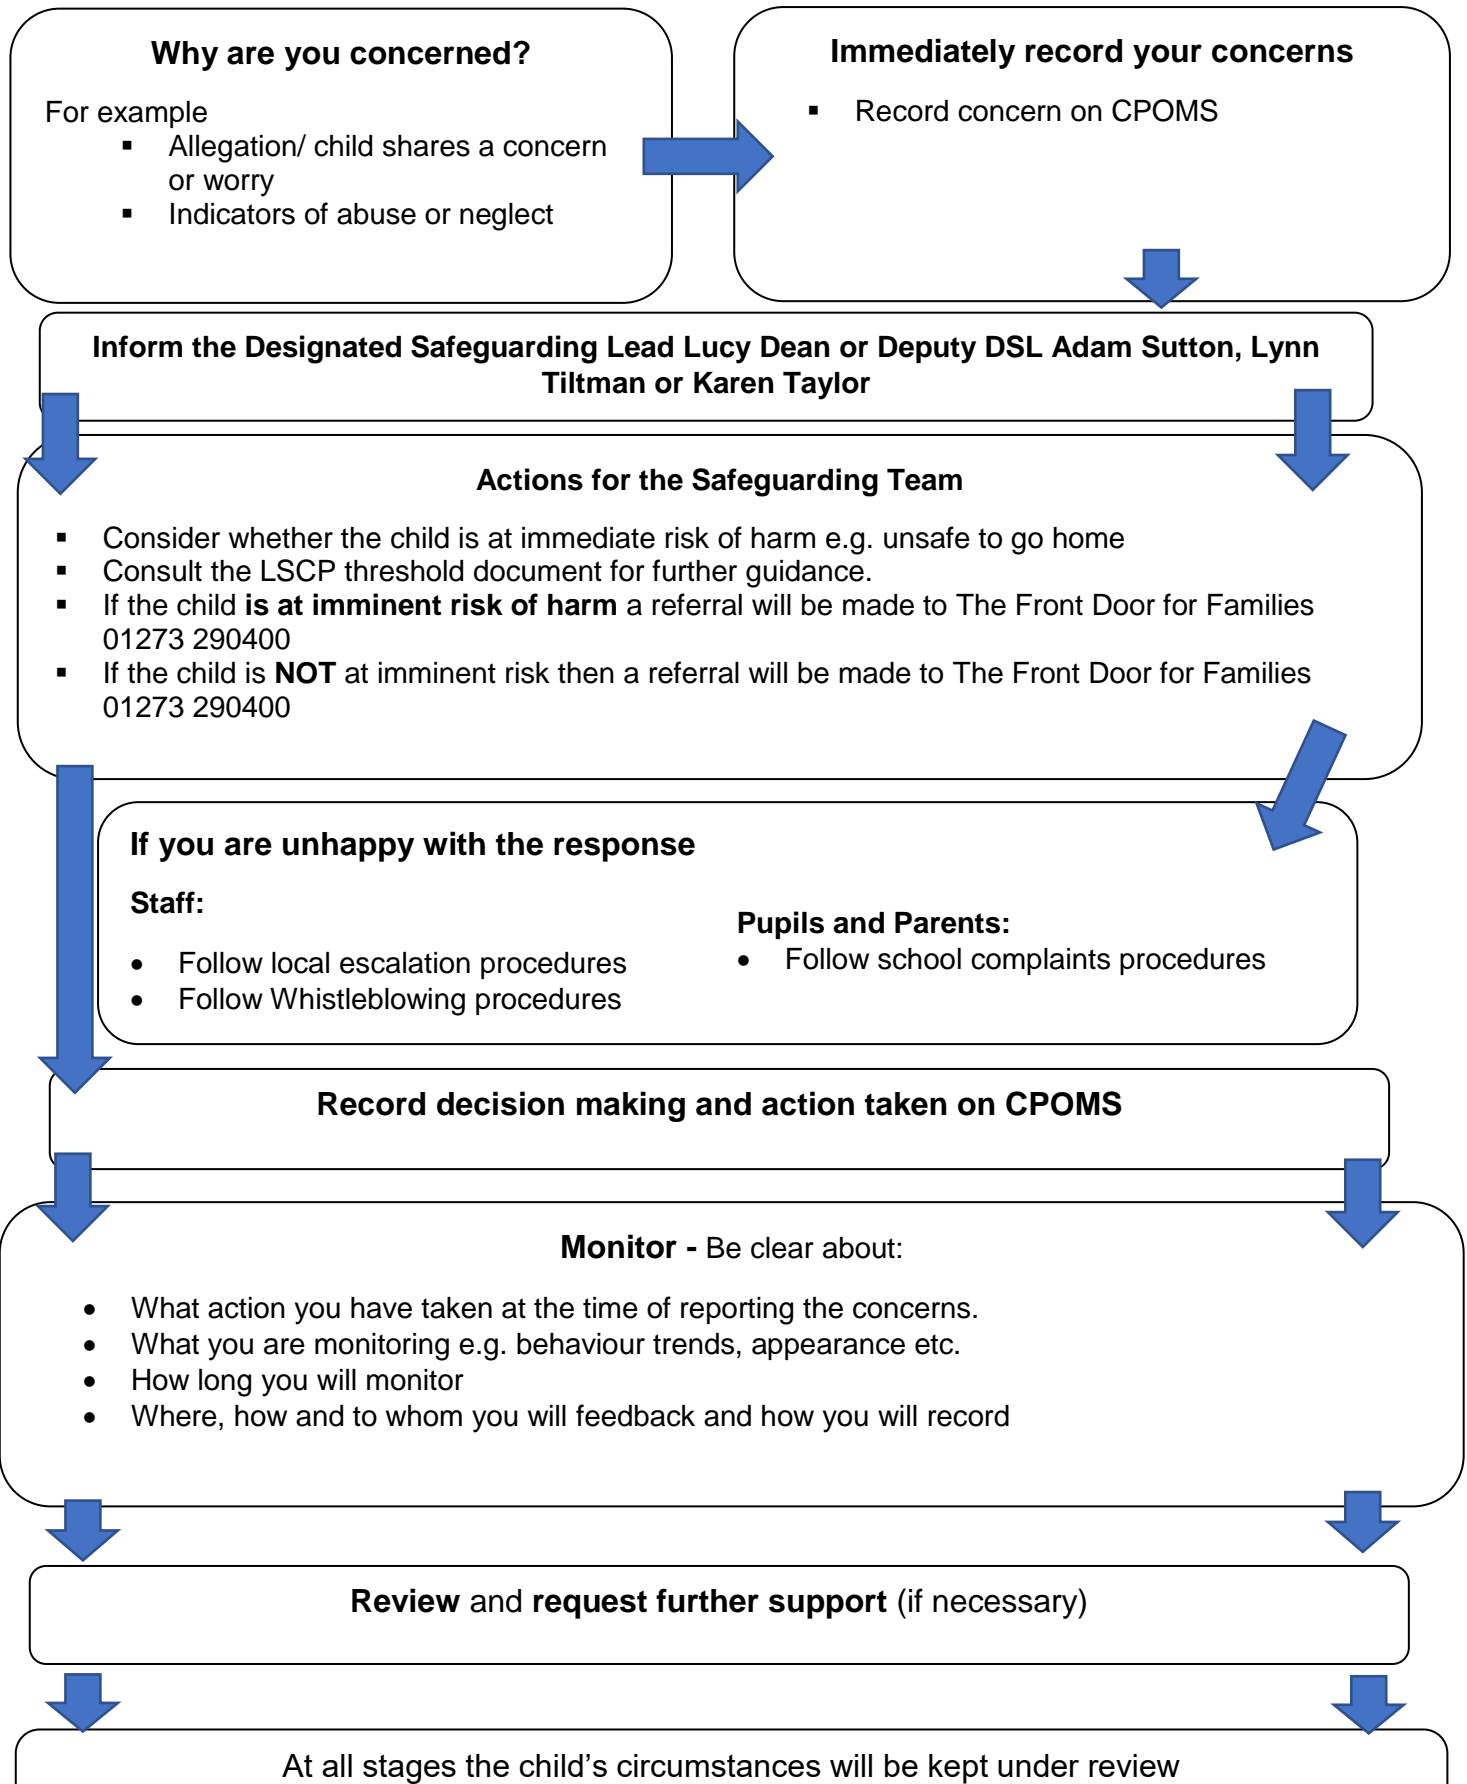 Why are you concerned?
For example
▪ Allegation/ child shares a concern
or worry
▪ Indicators of abuse or neglect
Immediately record your concerns
▪ Record concern on CPOMS
Inform the Designated Safeguarding Lead Lucy Dean or Deputy DSL Adam Sutton, Lynn
Tiltman or Karen Taylor
Actions for the Safeguarding Team
▪ Consider whether the child is at immediate risk of harm e.g. unsafe to go home
▪ Consult the LSCP threshold document for further guidance.
▪ If the child is at imminent risk of harm a referral will be made to The Front Door for Families
01273 290400
▪ If the child is NOT at imminent risk then a referral will be made to The Front Door for Families
01273 290400
If you are unhappy with the response
Staff:
• Follow local escalation procedures
• Follow Whistleblowing procedures
Pupils and Parents:
• Follow school complaints procedures
Record decision making and action taken on CPOMS
Monitor - Be clear about:
• What action you have taken at the time of reporting the concerns.
• What you are monitoring e.g. behaviour trends, appearance etc.
• How long you will monitor
• Where, how and to whom you will feedback and how you will record
Review and request further support (if necessary)
At all stages the child’s circumstances will be kept under review